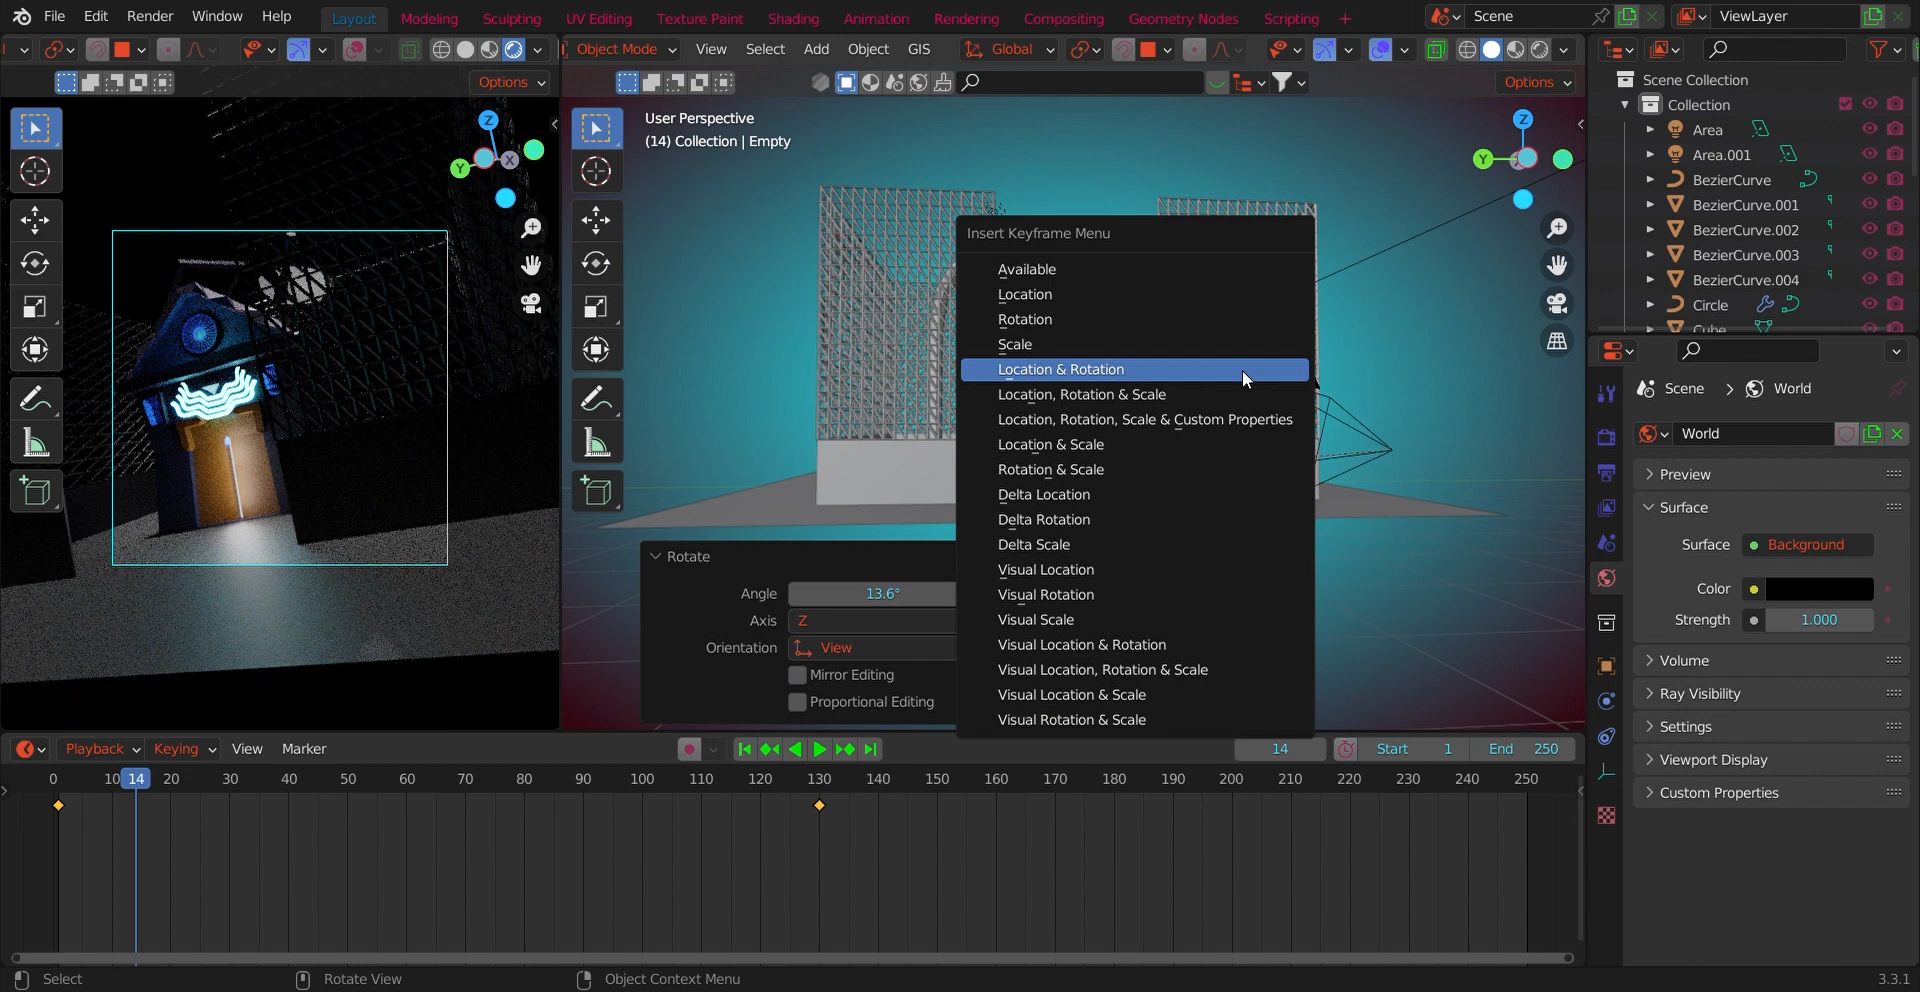 File Edit Render Window Help Layout Modeling Sculpting UV Editing Texture Paint Shading Animation Rendering Compositing Geometry Nodes Scripting + Scene ViewLayer
Object Mode View Select Add Object GIS Global
Options Options
User Perspective
(14) Collection | Empty
Z
Y
X
Z
Y
Scene Collection
Collection
Area
Area.001
BezierCurve
BezierCurve.001
BezierCurve.002
BezierCurve.003
BezierCurve.004
Circle
Cube
Insert Keyframe Menu
Available
Location
Rotation
Scale
Location & Rotation
Location, Rotation & Scale
Location, Rotation, Scale & Custom Properties
Location & Scale
Rotation & Scale
Delta Location
Delta Rotation
Delta Scale
Visual Location
Visual Rotation
Visual Scale
Visual Location & Rotation
Visual Location, Rotation & Scale
Visual Location & Scale
Visual Rotation & Scale
Rotate
Angle 13.6°
Axis Z
Orientation View
Mirror Editing
Proportional Editing
Scene > World
World
Preview
Surface
Surface Background
Color
Strength 1.000
Volume
Ray Visibility
Settings
Viewport Display
Custom Properties
Playback Keying View Marker 14 Start 1 End 250
0 10 14 20 30 40 50 60 70 80 90 100 110 120 130 140 150 160 170 180 190 200 210 220 230 240 250
Select Rotate View Object Context Menu 3.3.1